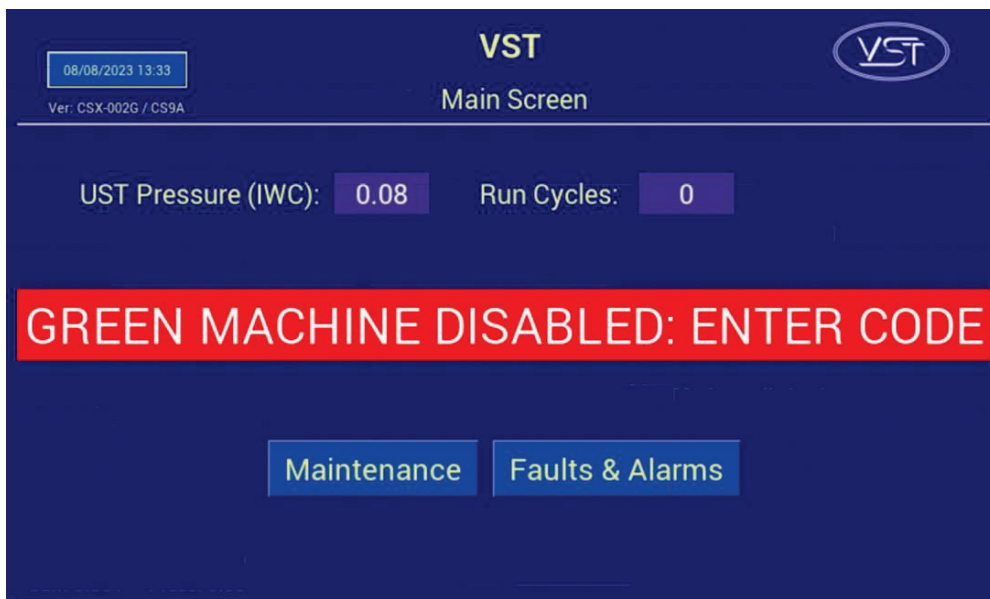 VST
VST
08/08/2023 13:33
Main Screen
Ver: CSX-002G / CS9A
UST Pressure (IWC): 0.08 Run Cycles: 0
GREEN MACHINE DISABLED: ENTER CODE
Maintenance Faults & Alarms